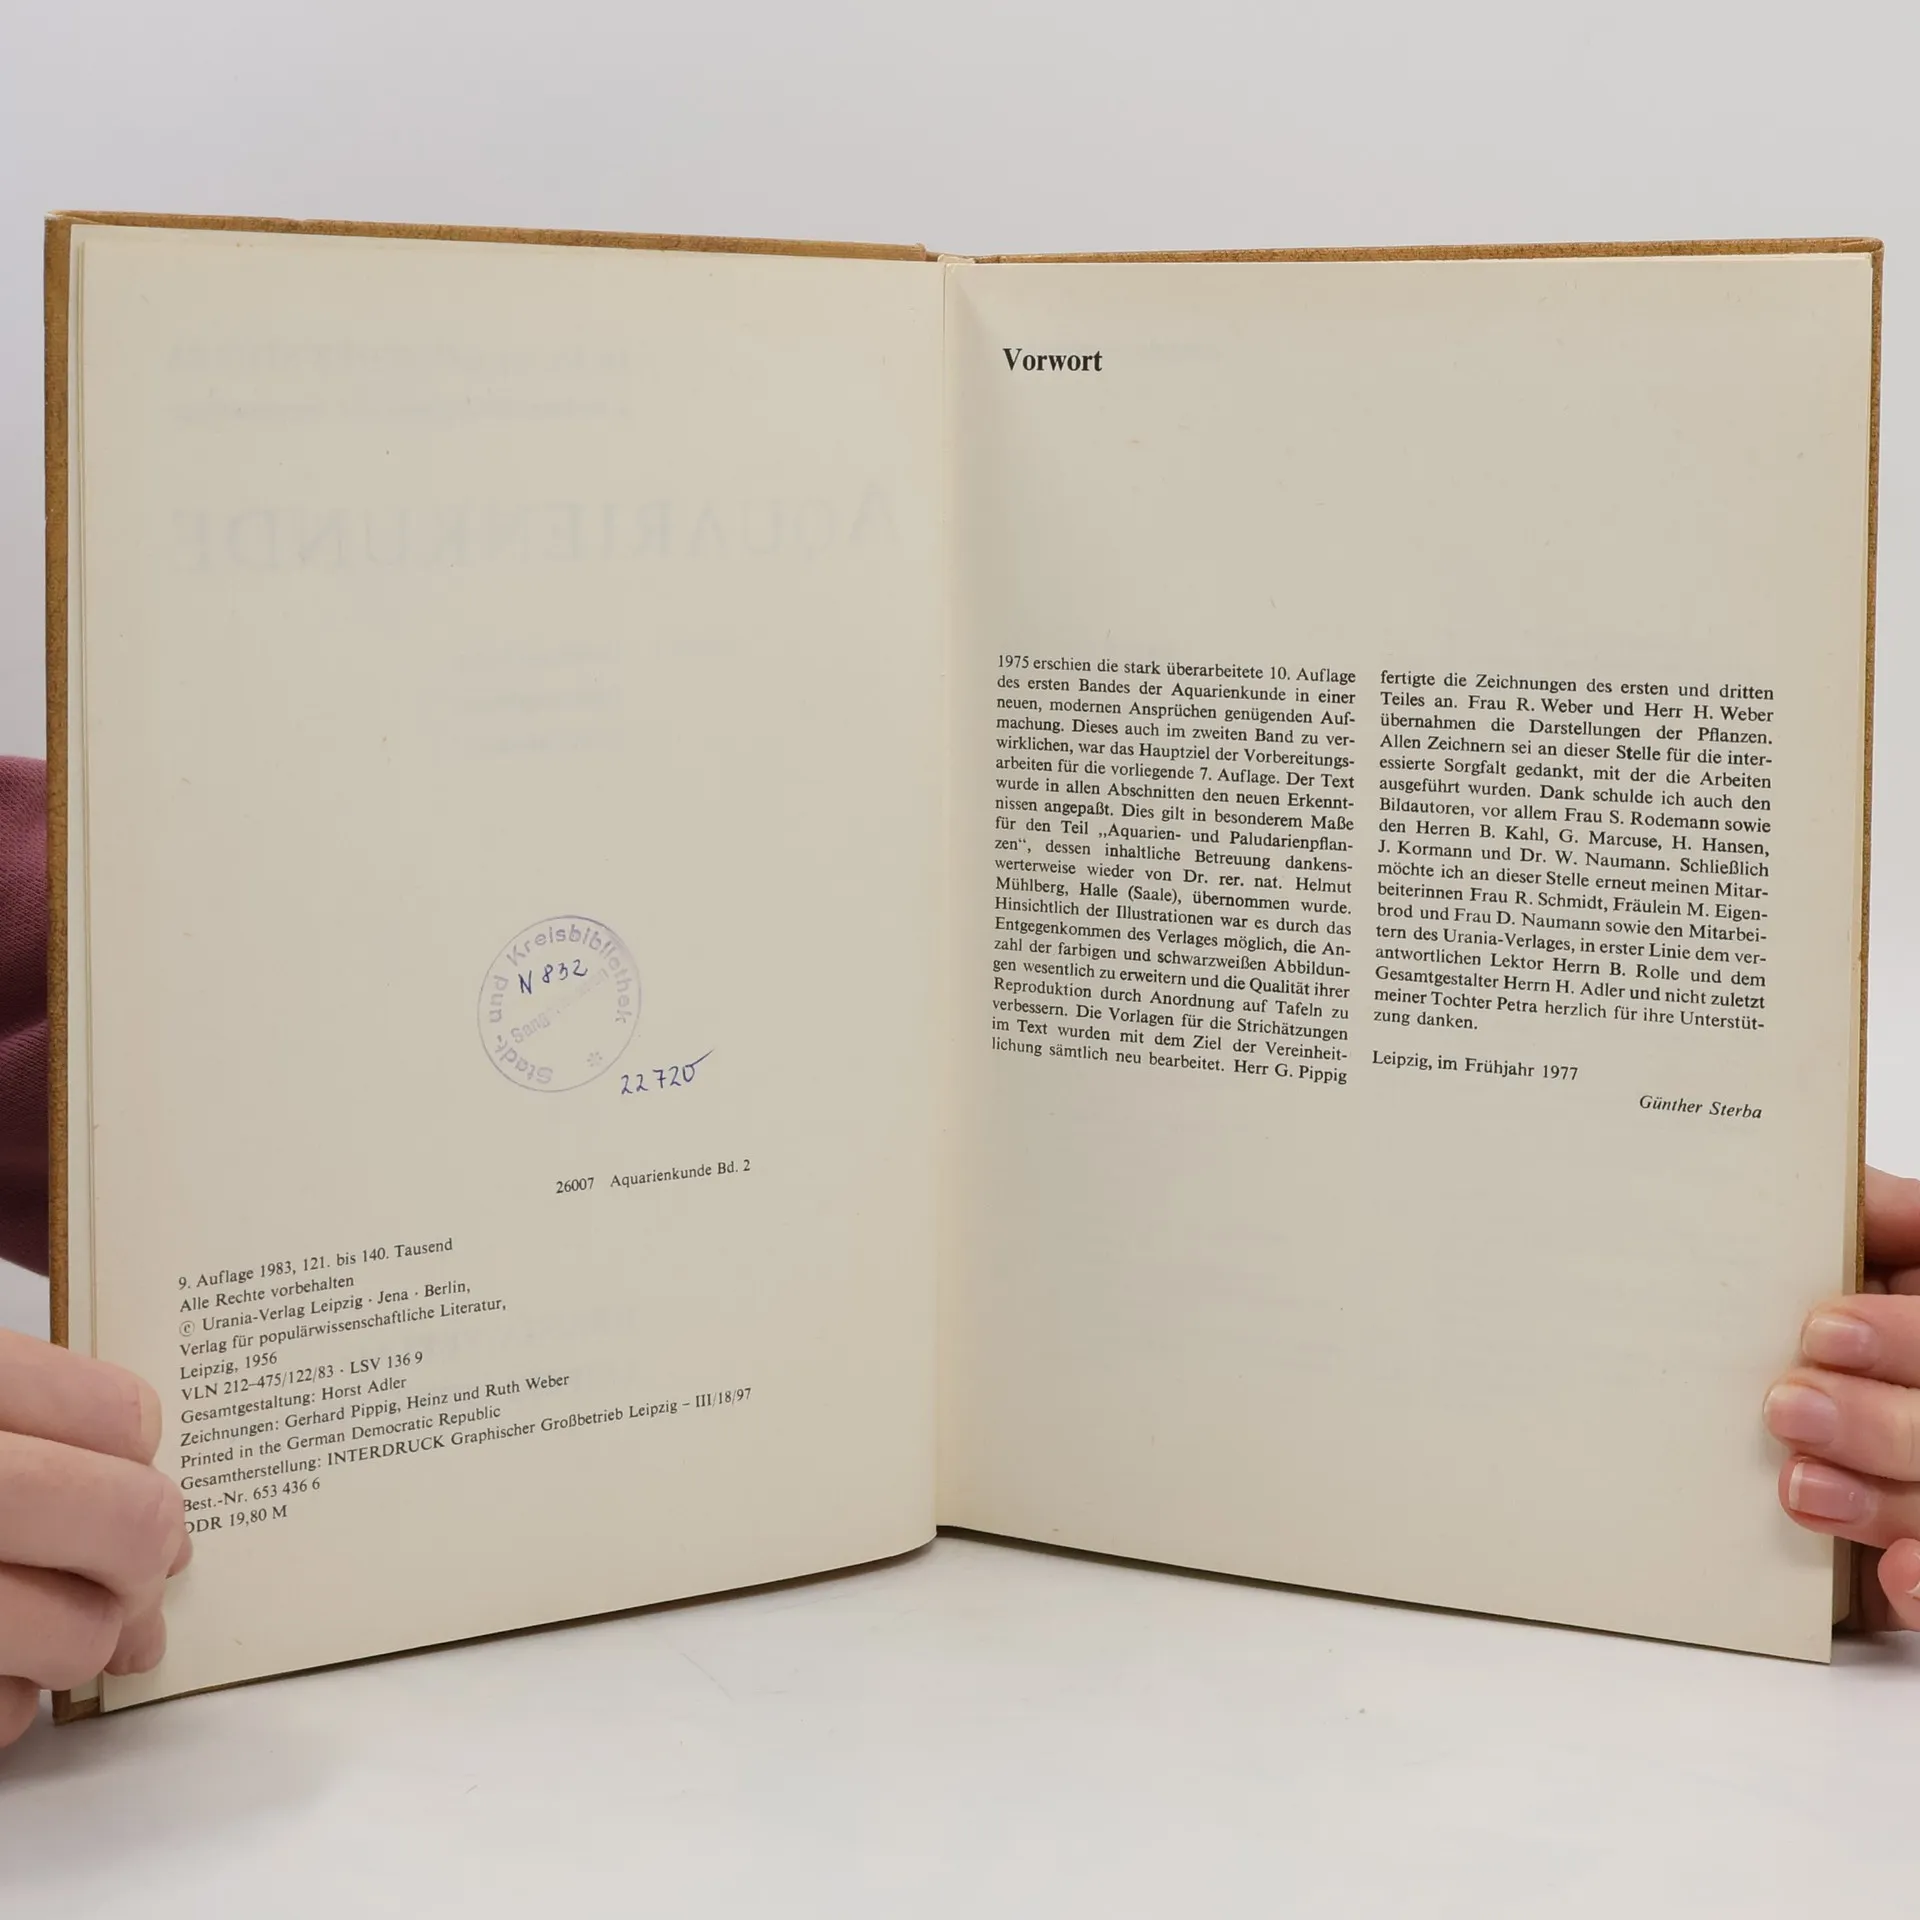 Stadt- und Kreisbibliothek
N 832
22720
26007 Aquarienkunde Bd. 2
9. Auflage 1983, 121. bis 140. Tausend
Alle Rechte vorbehalten
© Urania-Verlag Leipzig · Jena · Berlin,
Verlag für populärwissenschaftliche Literatur,
Leipzig, 1956
VLN 212–475/122/83 · LSV 136 9
Gesamtgestaltung: Horst Adler
Zeichnungen: Gerhard Pippig, Heinz und Ruth Weber
Printed in the German Democratic Republic
Gesamtherstellung: INTERDRUCK Graphischer Großbetrieb Leipzig – III/18/97
Best.-Nr. 653 436 6
DDR 19,80 M
Vorwort
1975 erschien die stark überarbeitete 10. Auflage
des ersten Bandes der Aquarienkunde in einer
neuen, modernen Ansprüchen genügenden Auf-
machung. Dieses auch im zweiten Band zu ver-
wirklichen, war das Hauptziel der Vorbereitungs-
arbeiten für die vorliegende 7. Auflage. Der Text
wurde in allen Abschnitten den neuen Erkennt-
nissen angepaßt. Dies gilt in besonderem Maße
für den Teil „Aquarien- und Paludarienpflan-
zen“, dessen inhaltliche Betreuung dankens-
werterweise wieder von Dr. rer. nat. Helmut
Mühlberg, Halle (Saale), übernommen wurde.
Hinsichtlich der Illustrationen war es durch das
Entgegenkommen des Verlages möglich, die An-
zahl der farbigen und schwarzweißen Abbildun-
gen wesentlich zu erweitern und die Qualität ihrer
Reproduktion durch Anordnung auf Tafeln zu
verbessern. Die Vorlagen für die Strichätzungen
im Text wurden mit dem Ziel der Vereinheit-
lichung sämtlich neu bearbeitet. Herr G. Pippig
fertigte die Zeichnungen des ersten und dritten
Teiles an. Frau R. Weber und Herr H. Weber
übernahmen die Darstellungen der Pflanzen.
Allen Zeichnern sei an dieser Stelle für die inter-
essierte Sorgfalt gedankt, mit der die Arbeiten
ausgeführt wurden. Dank schulde ich auch den
Bildautoren, vor allem Frau S. Rodemann sowie
den Herren B. Kahl, G. Marcuse, H. Hansen,
J. Kormann und Dr. W. Naumann. Schließlich
möchte ich an dieser Stelle erneut meinen Mitar-
beiterinnen Frau R. Schmidt, Fräulein M. Eigen-
brod und Frau D. Naumann sowie den Mitarbei-
tern des Urania-Verlages, in erster Linie dem ver-
antwortlichen Lektor Herrn B. Rolle und dem
Gesamtgestalter Herrn H. Adler und nicht zuletzt
meiner Tochter Petra herzlich für ihre Unterstüt-
zung danken.
Leipzig, im Frühjahr 1977
Günther Sterba